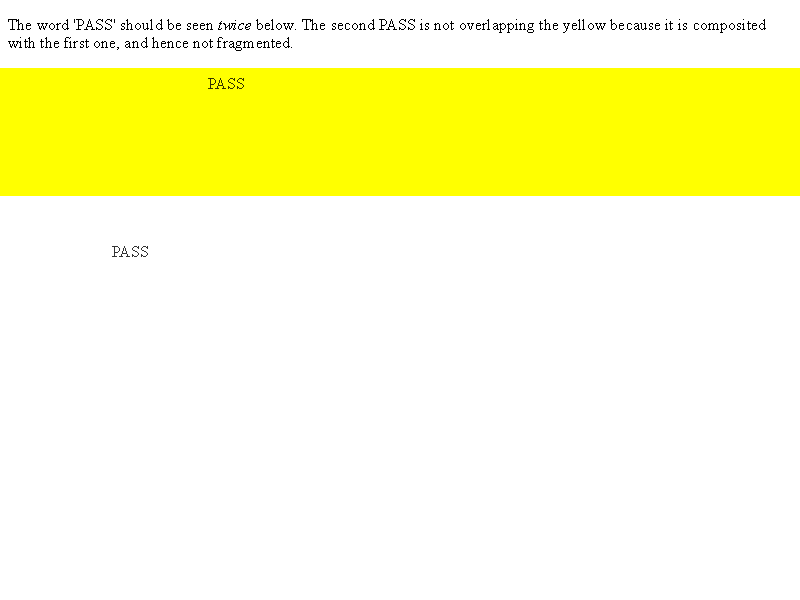 The word 'PASS' should be seen twice below. The second PASS is not overlapping the yellow because it is composited
with the first one, and hence not fragmented.
PASS
PASS